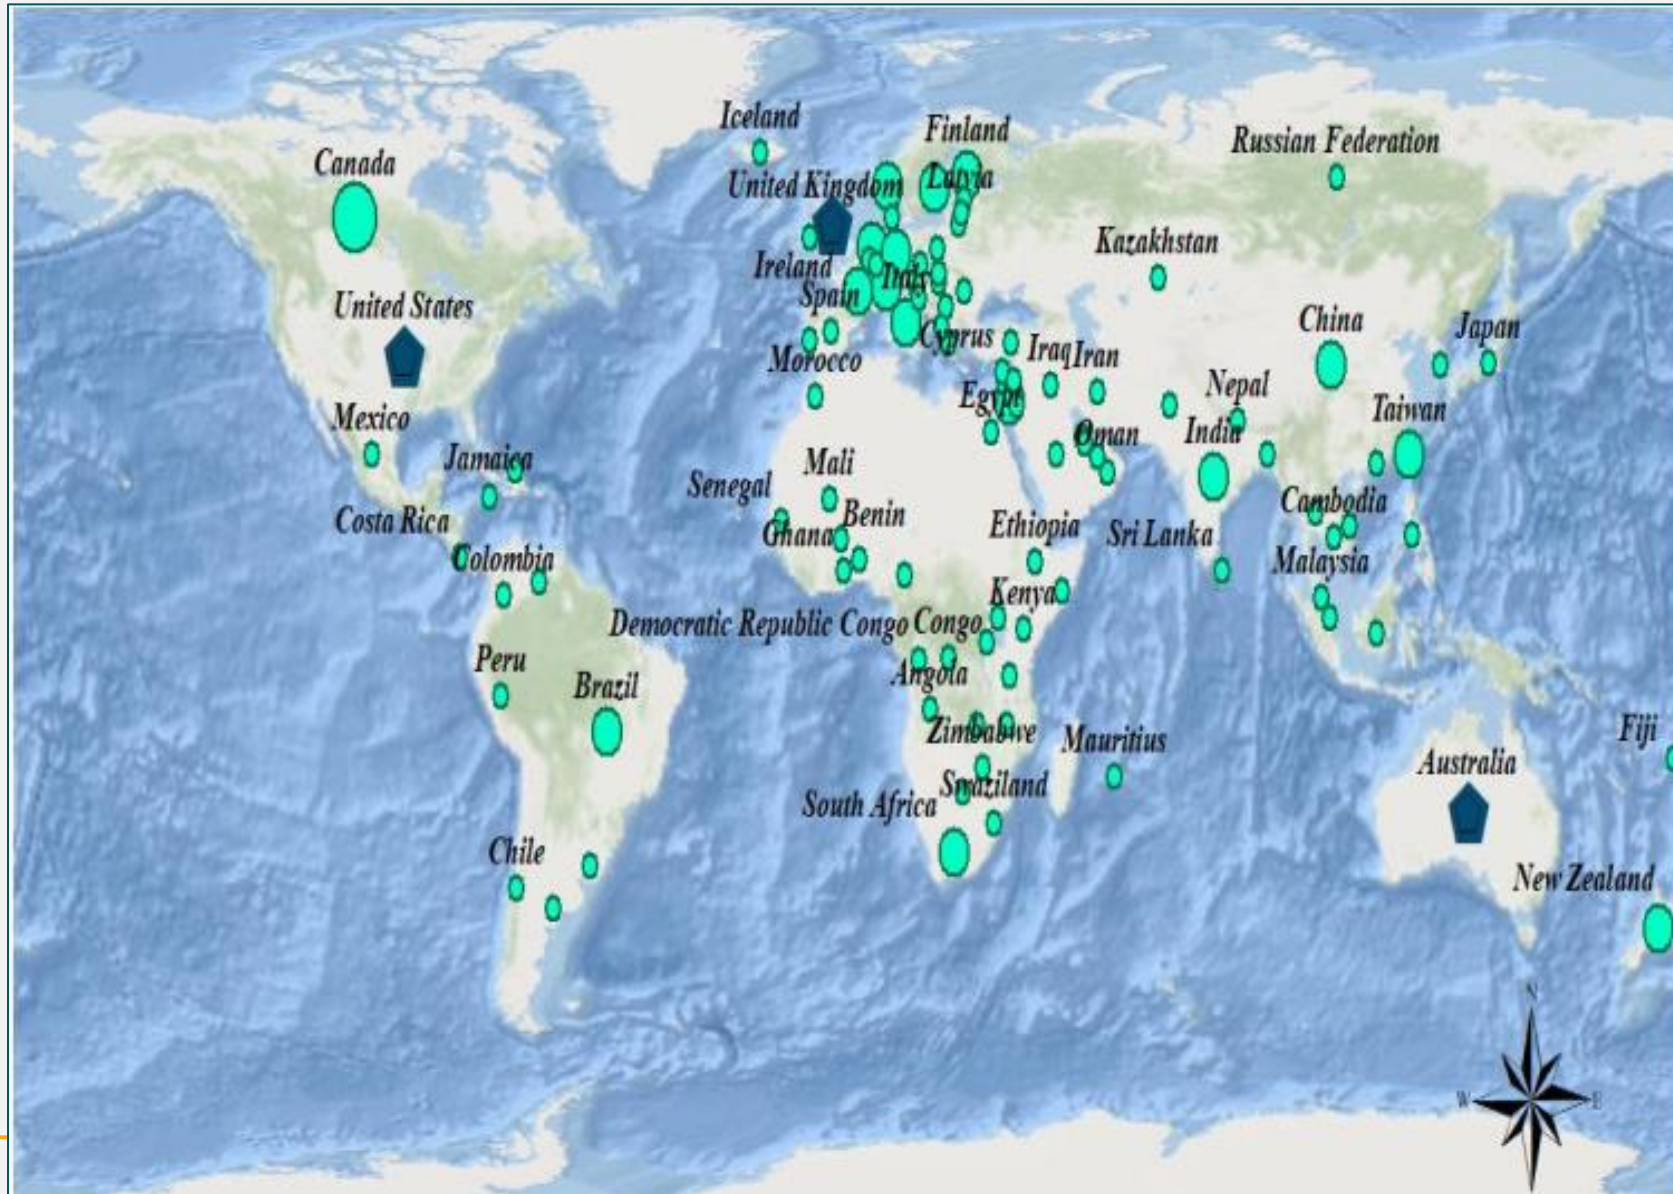 Iceland
Finland
Russian Federation
Canada
United Kingdom
Latvia
Kazakhstan
Ireland
Italy
Spain
United States
China
Japan
Cyprus
Iraq
Iran
Morocco
Nepal
Egypt
Mexico
Taiwan
Oman
India
Jamaica
Mali
Senegal
Cambodia
Benin
Costa Rica
Ghana
Ethiopia
Sri Lanka
Colombia
Malaysia
Kenya
Democratic Republic Congo
Congo
Peru
Angola
Brazil
Fiji
Zimbabwe
Mauritius
Australia
Swaziland
South Africa
Chile
New Zealand
N
W
E